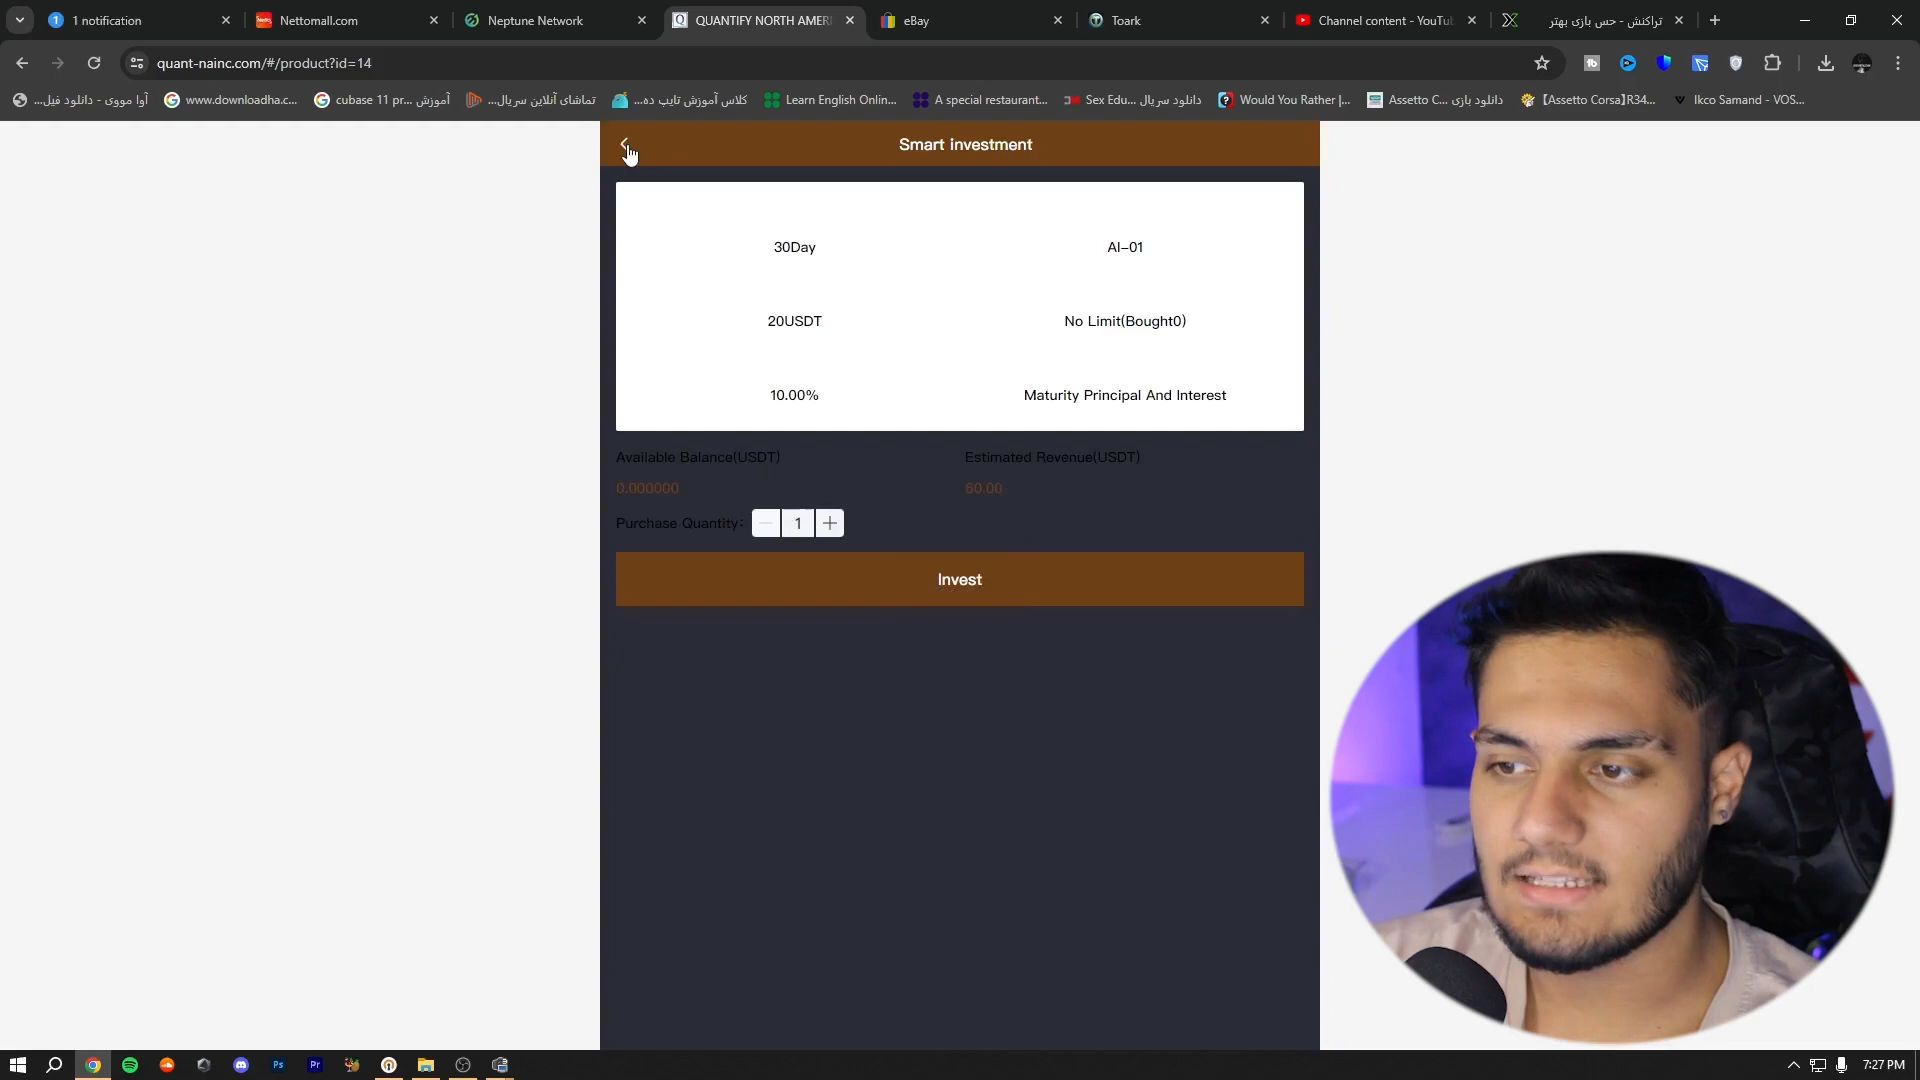 1 notification
Nettomall.com
Neptune Network
QUANTIFY NORTH AMERI
eBay
Toark
Channel content - YouTu
تراکنش - حس بازی بهتر
quant-nainc.com/#/product?id=14
آوا مووی - دانلود فیل...
www.downloadha.c...
آموزش cubase 11 pr...
تماشای آنلاین سریال...
کلاس آموزش تایپ ده...
Learn English Onlin...
A special restaurant...
دانلود سریال Sex Edu...
Would You Rather |...
دانلود بازی Assetto C...
【Assetto Corsa】R34...
Ikco Samand - VOS...
Smart investment
30Day
AI-01
20USDT
No Limit(Bought0)
10.00%
Maturity Principal And Interest
Available Balance(USDT)
Estimated Revenue(USDT)
0.000000
60.00
Purchase Quantity:
1
Invest
7:27 PM